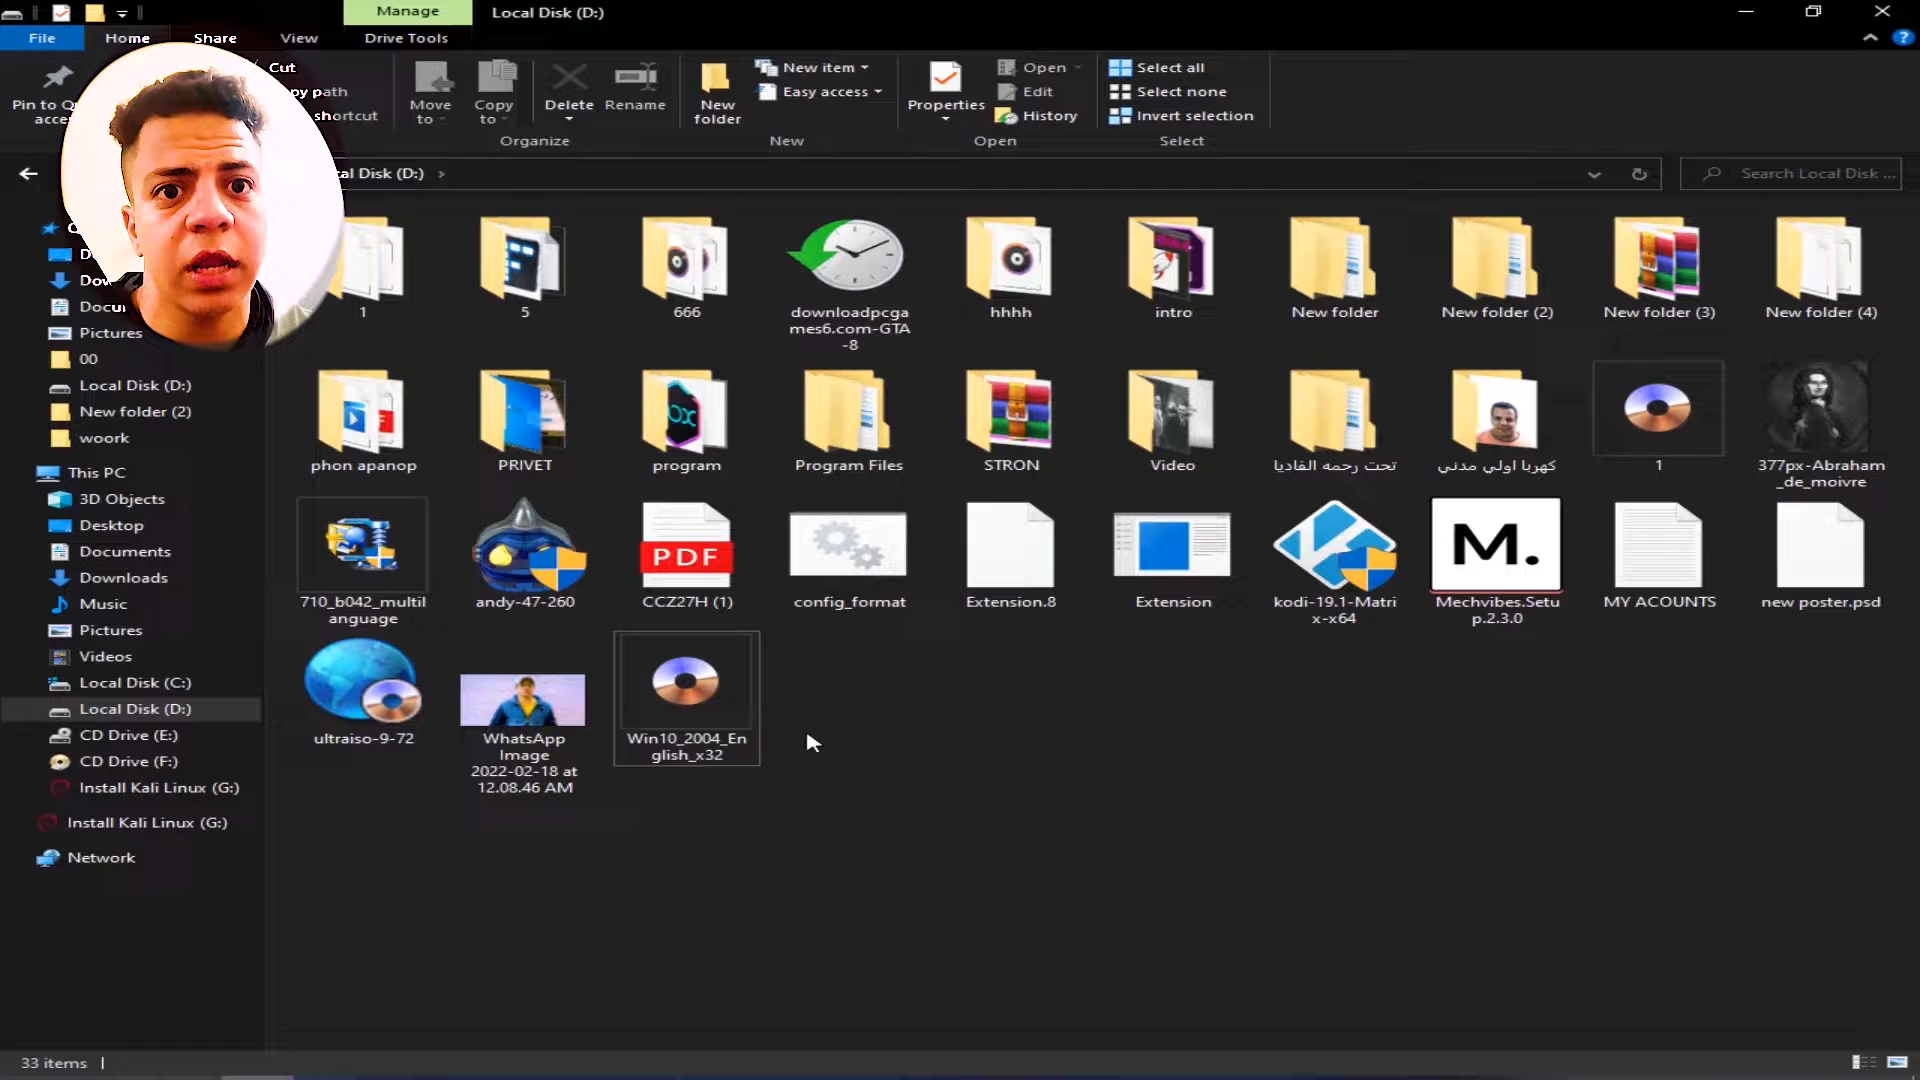 Manage
Local Disk (D:)
File
Home
Share
View
Drive Tools
Cut
Pin to
path
shortcut
Move
to
Copy
to
Delete
Rename
New
folder
New item
Easy access
Properties
Open
Edit
History
Select all
Select none
Invert selection
Organize
New
Open
Select
Disk (D:)
Search Local Disk ...
Pictures
00
Local Disk (D:)
New folder (2)
woork
This PC
3D Objects
Desktop
Documents
Downloads
Music
Pictures
Videos
Local Disk (C:)
Local Disk (D:)
CD Drive (E:)
CD Drive (F:)
Install Kali Linux (G:)
Install Kali Linux (G:)
Network
1
5
666
downloadpcga
mes6.com-GTA
-8
hhhh
intro
New folder
New folder (2)
New folder (3)
New folder (4)
phon apanop
PRIVET
program
Program Files
STRON
Video
تحت رحمه الفاديا
كهربا اولي مدني
1
377px-Abraham
_de_moivre
710_b042_multil
anguage
andy-47-260
PDF
CCZ27H (1)
config_format
Extension.8
Extension
kodi-19.1-Matri
x-x64
M.
Mechvibes.Setu
p.2.3.0
MY ACOUNTS
new poster.psd
ultraiso-9-72
WhatsApp
Image
2022-02-18 at
12.08.46 AM
Win10_2004_En
glish_x32
33 items